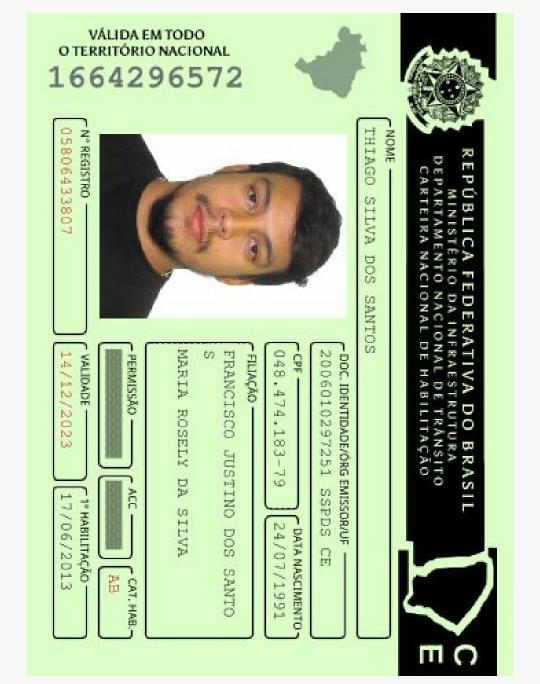 REPÚBLICA FEDERATIVA DO BRASIL
MINISTÉRIO DA INFRAESTRUTURA
DEPARTAMENTO NACIONAL DE TRÂNSITO
CARTEIRA NACIONAL DE HABILITAÇÃO
CE
VÁLIDA EM TODO
O TERRITÓRIO NACIONAL
1664296572
NOME
THIAGO SILVA DOS SANTOS
DOC. IDENTIDADE/ÓRG EMISSOR/UF
2006010297251 SSPDS CE
CPF
048.474.183-79
DATA NASCIMENTO
24/07/1991
FILIAÇÃO
FRANCISCO JUSTINO DOS SANTO
S
MARIA ROSELY DA SILVA
PERMISSÃO
ACC
CAT. HAB.
AB
Nº REGISTRO
05806433807
VALIDADE
14/12/2023
1ª HABILITAÇÃO
17/06/2013